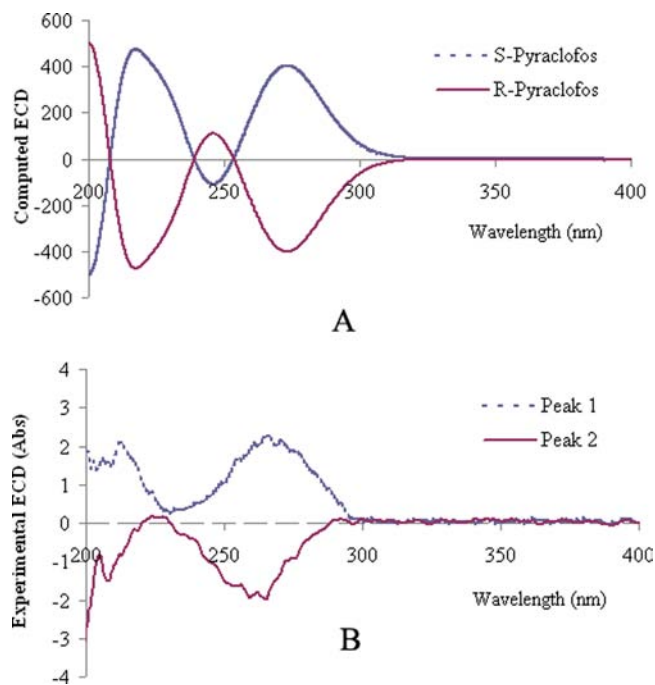 600
400
200
0
-200
-400
-600
Computed ECD
200
250
300
350
400
S-Pyraclofos
R-Pyraclofos
Wavelength (nm)
A
4
3
2
1
0
-1
-2
-3
-4
Experimental ECD (Abs)
200
250
300
350
400
Peak 1
Peak 2
Wavelength (nm)
B